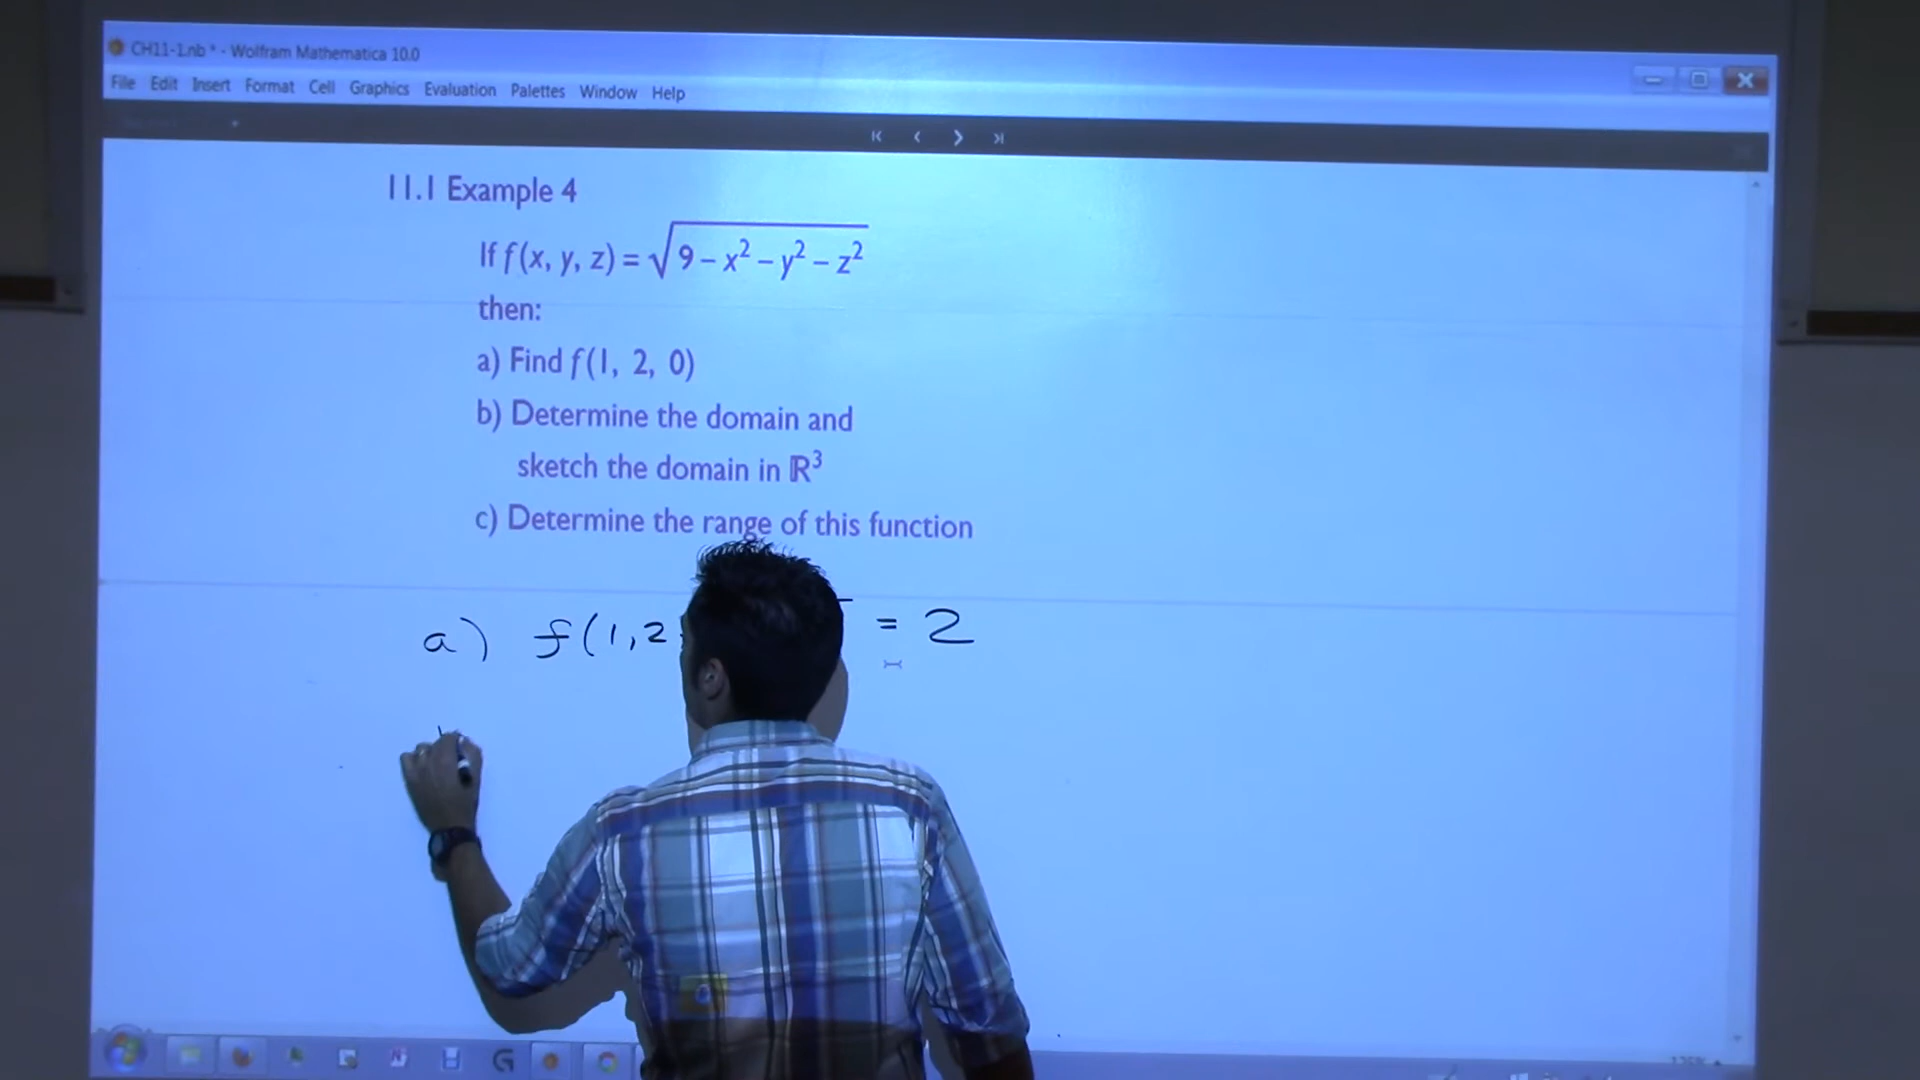 CH11-1.nb * - Wolfram Mathematica 10.0
File Edit Insert Format Cell Graphics Evaluation Palettes Window Help
11.1 Example 4
If f(x, y, z) = √(9 – x² – y² – z²)
then:
a) Find f(1, 2, 0)
b) Determine the domain and
sketch the domain in ℝ³
c) Determine the range of this function
a) f(1,2 = 2